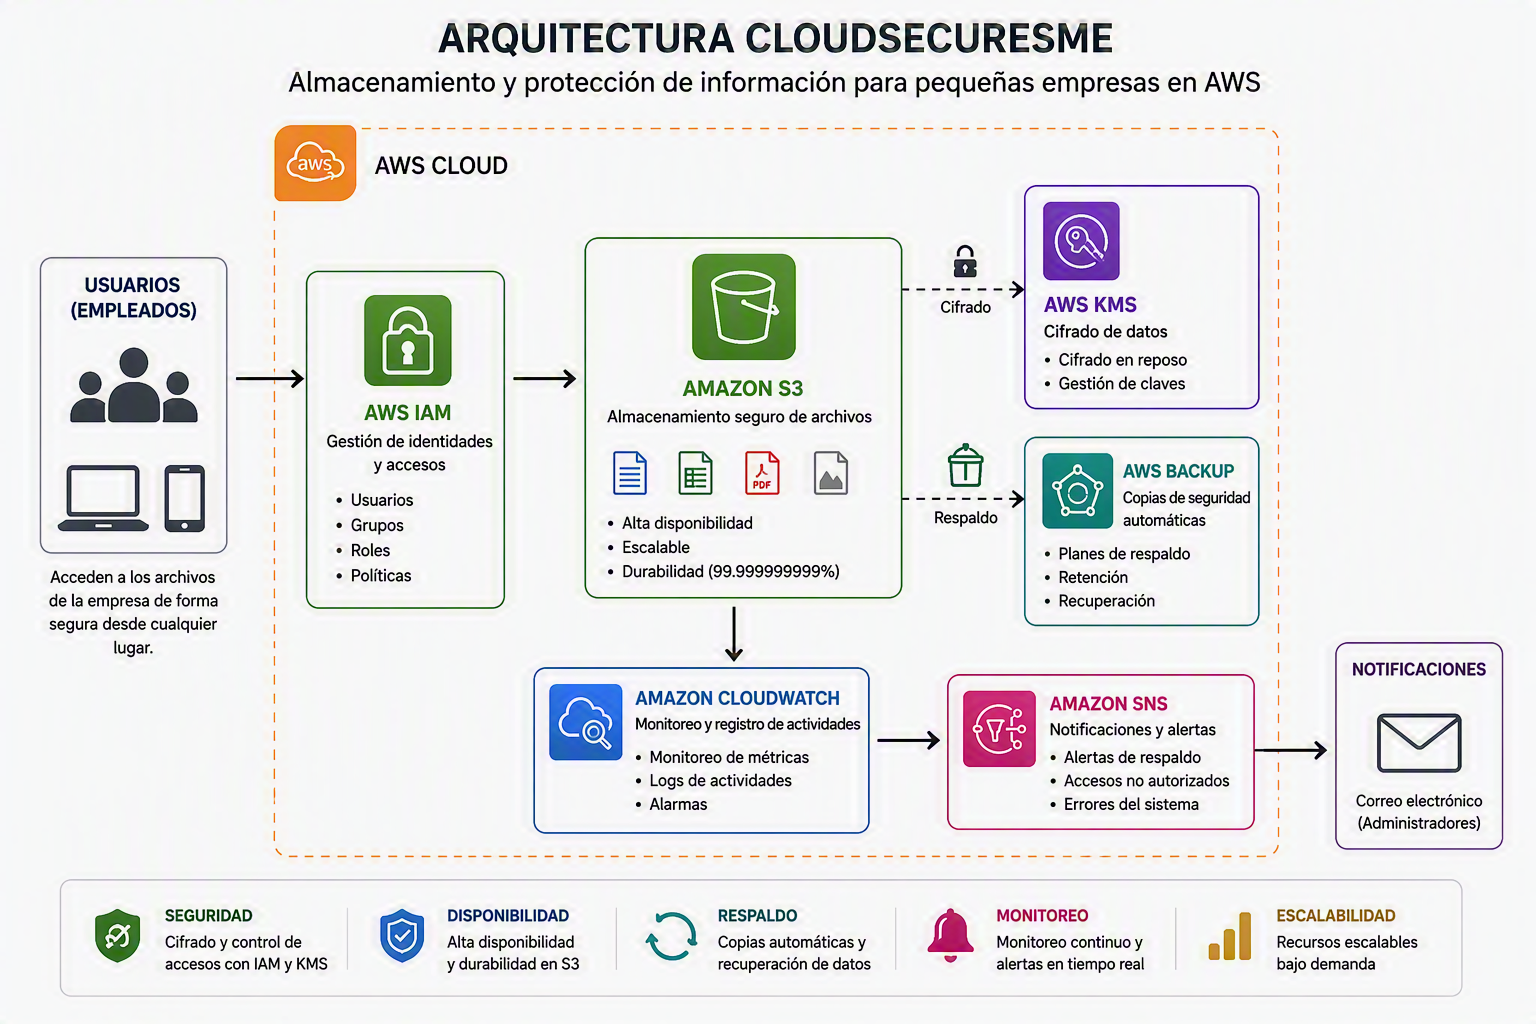 ARQUITECTURA CLOUDSECURESME
Almacenamiento y protección de información para pequeñas empresas en AWS
aws
AWS CLOUD
USUARIOS
(EMPLEADOS)
Acceden a los archivos
de la empresa de forma
segura desde cualquier
lugar.
AWS IAM
Gestión de identidades
y accesos
• Usuarios
• Grupos
• Roles
• Políticas
AMAZON S3
Almacenamiento seguro de archivos
PDF
• Alta disponibilidad
• Escalable
• Durabilidad (99.999999999%)
Cifrado
AWS KMS
Cifrado de datos
• Cifrado en reposo
• Gestión de claves
Respaldo
AWS BACKUP
Copias de seguridad
automáticas
• Planes de respaldo
• Retención
• Recuperación
AMAZON CLOUDWATCH
Monitoreo y registro de actividades
• Monitoreo de métricas
• Logs de actividades
• Alarmas
AMAZON SNS
Notificaciones y alertas
• Alertas de respaldo
• Accesos no autorizados
• Errores del sistema
NOTIFICACIONES
Correo electrónico
(Administradores)
SEGURIDAD
Cifrado y control de
accesos con IAM y KMS
DISPONIBILIDAD
Alta disponibilidad
y durabilidad en S3
RESPALDO
Copias automáticas y
recuperación de datos
MONITOREO
Monitoreo continuo y
alertas en tiempo real
ESCALABILIDAD
Recursos escalables
bajo demanda